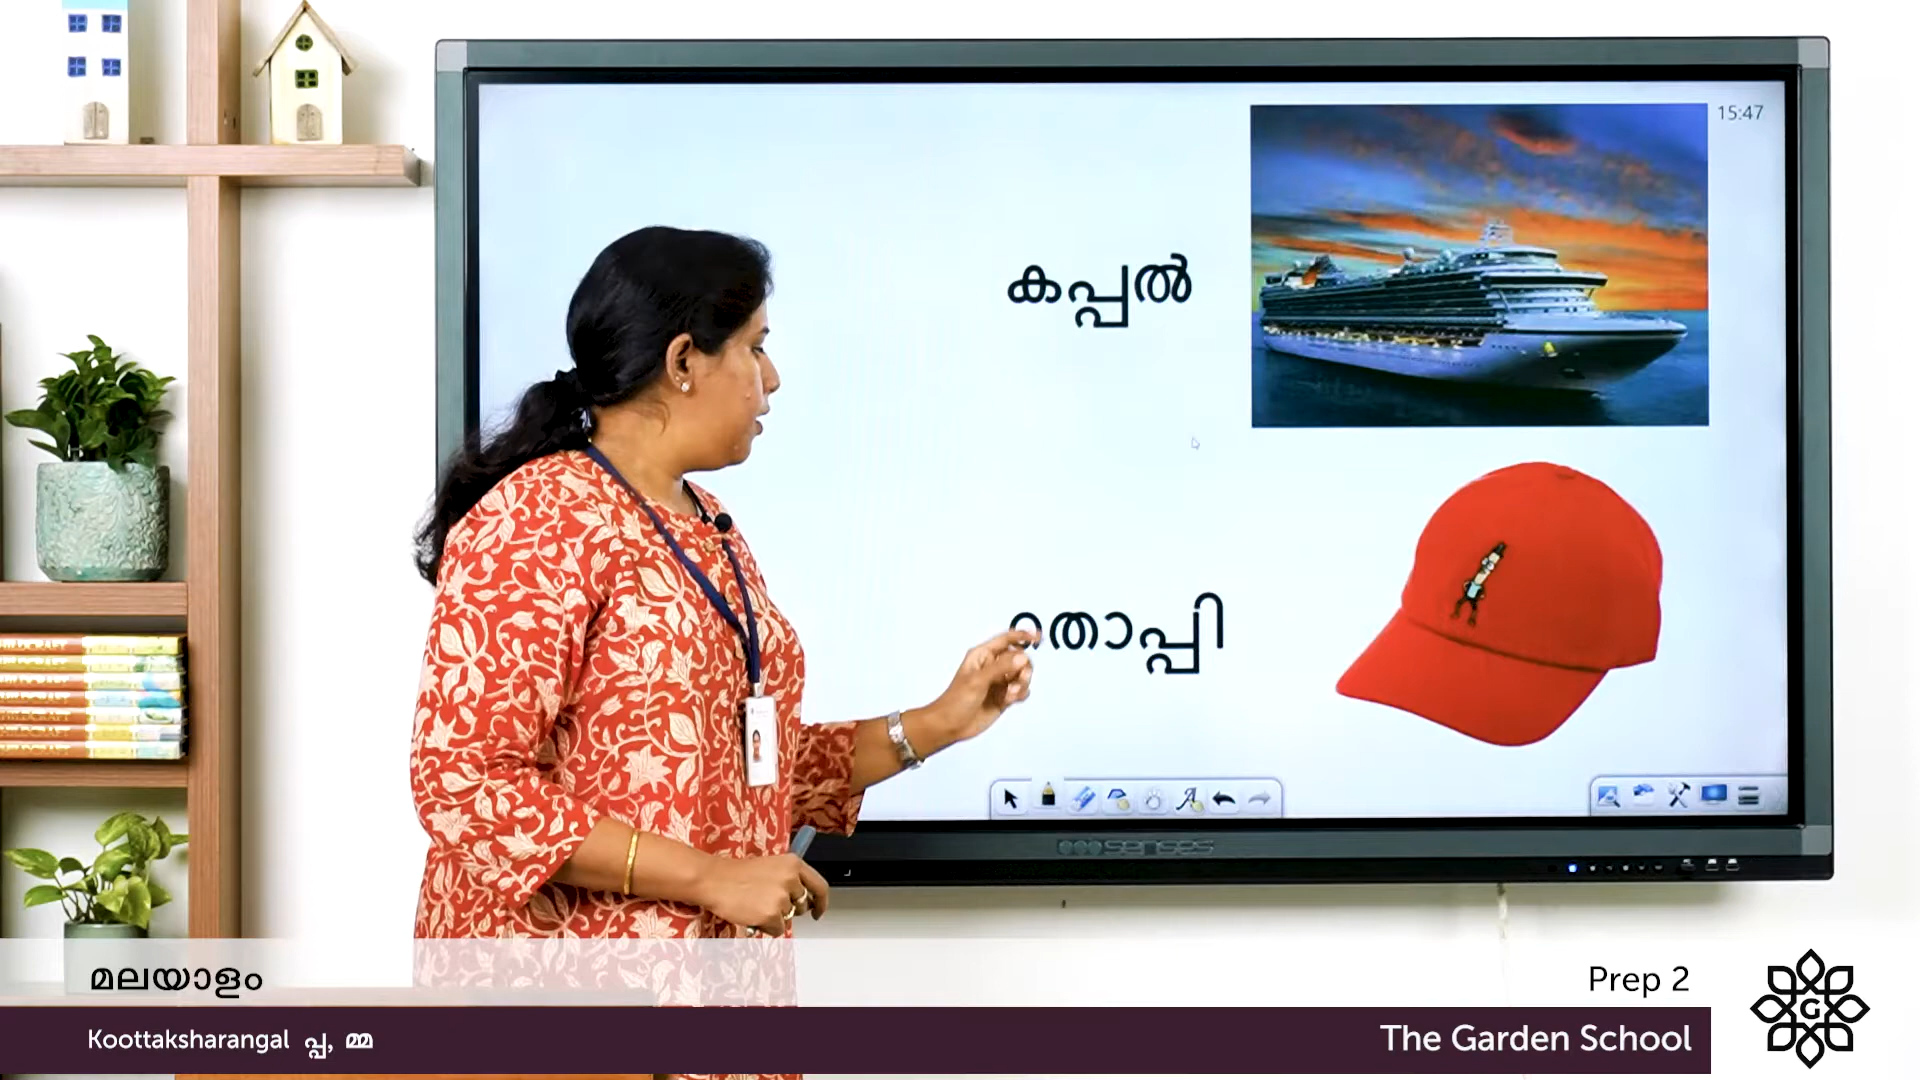 15:47
കപ്പൽ
തൊപ്പി
മലയാളം
Prep 2
Koottaksharangal പ്പ, മ്മ
The Garden School
G